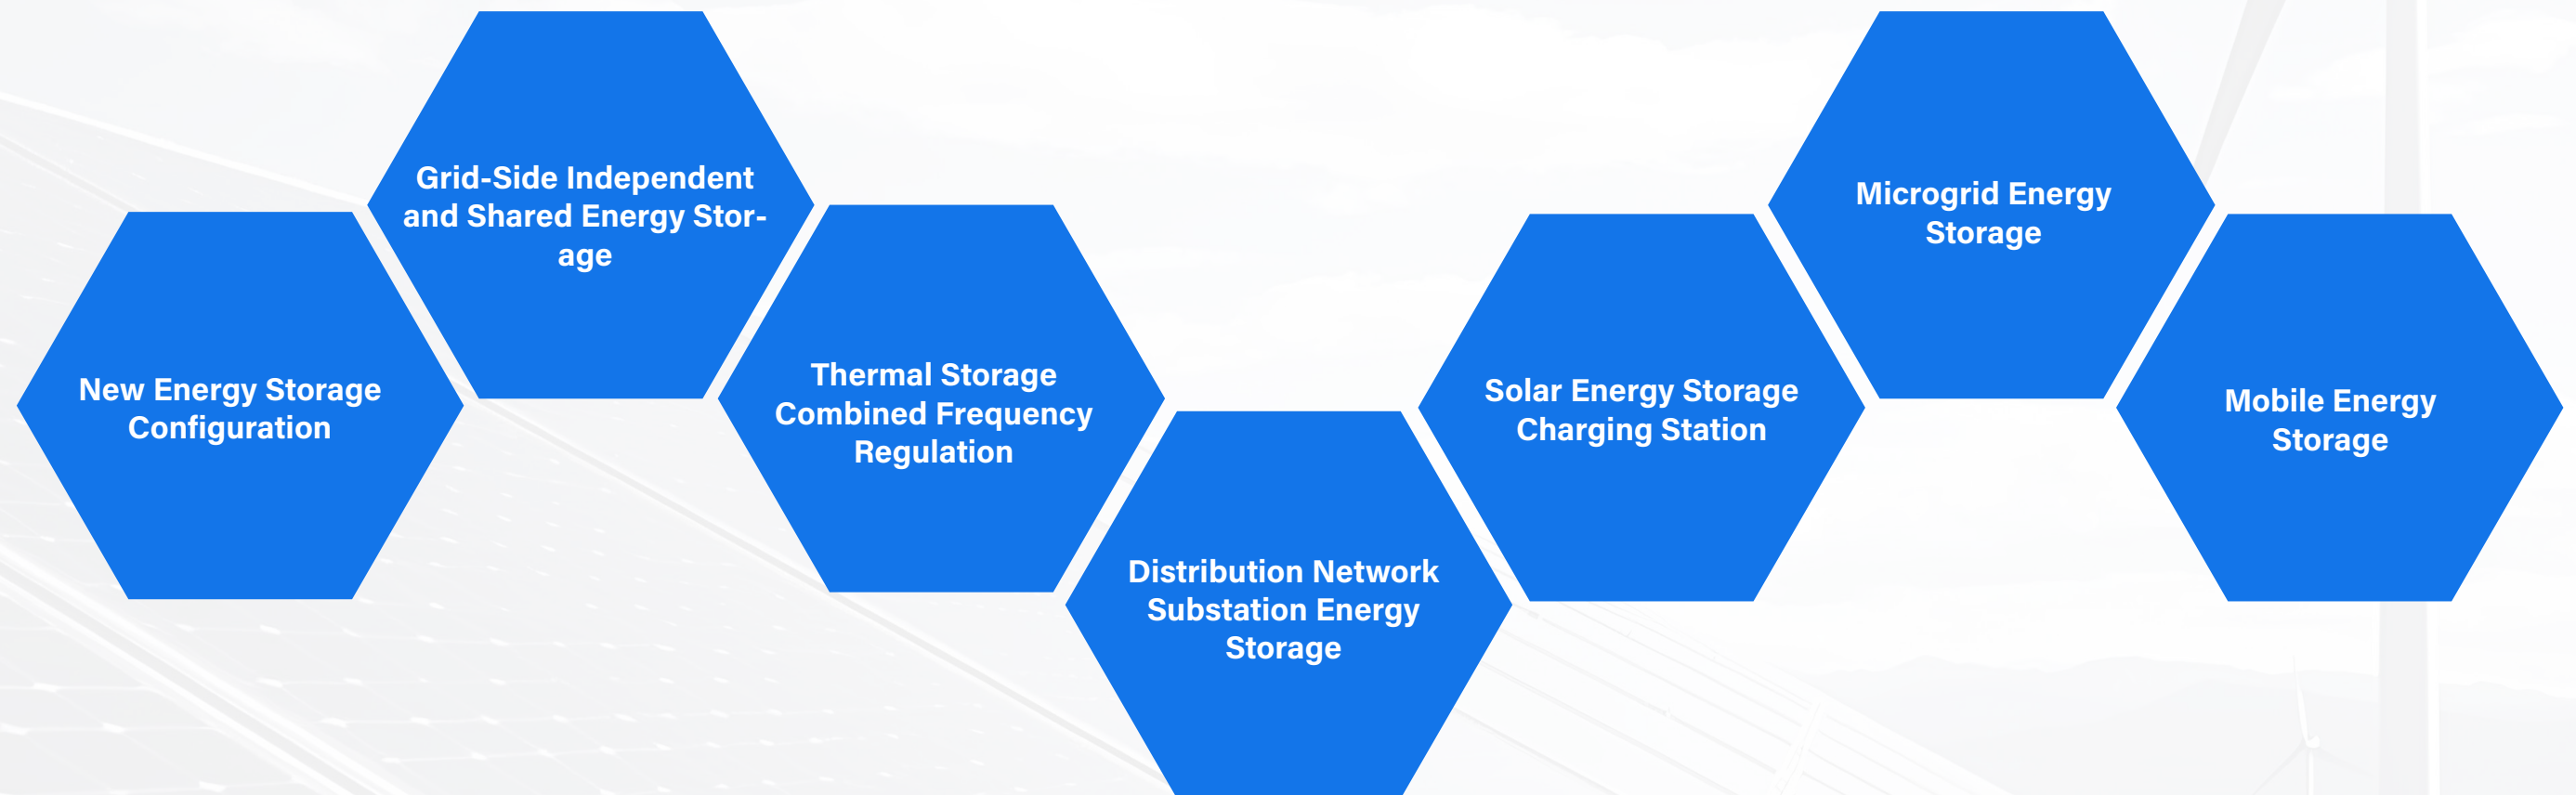 New Energy Storage
Configuration
Grid-Side Independent
and Shared Energy Stor-
age
Thermal Storage
Combined Frequency
Regulation
Distribution Network
Substation Energy
Storage
Solar Energy Storage
Charging Station
Microgrid Energy
Storage
Mobile Energy
Storage